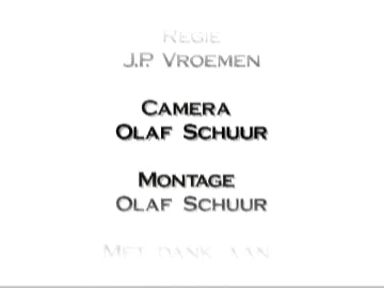 REGIE
J.P. VROEMEN
CAMERA
OLAF SCHUUR
MONTAGE
OLAF SCHUUR
MET DANK AAN